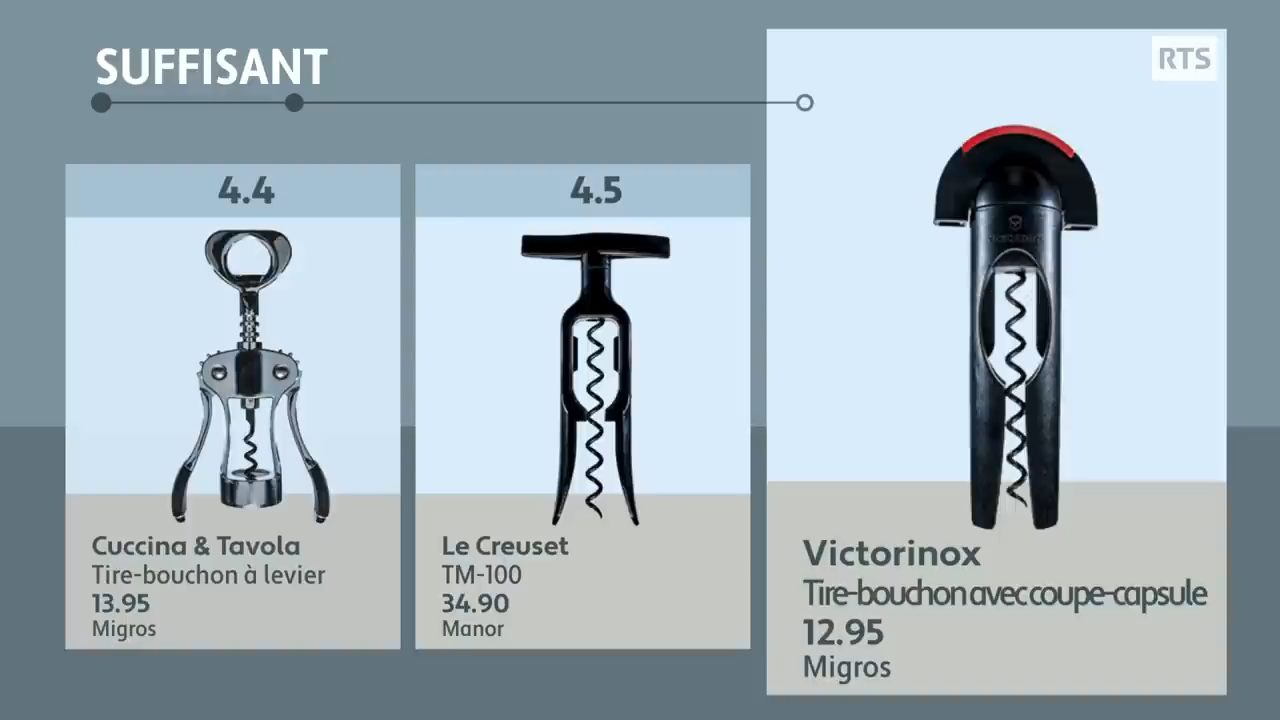 SUFFISANT
RTS
4.4
4.5
Cuccina & Tavola
Tire-bouchon à levier
13.95
Migros
Le Creuset
TM-100
34.90
Manor
Victorinox
Tire-bouchon avec coupe-capsule
12.95
Migros